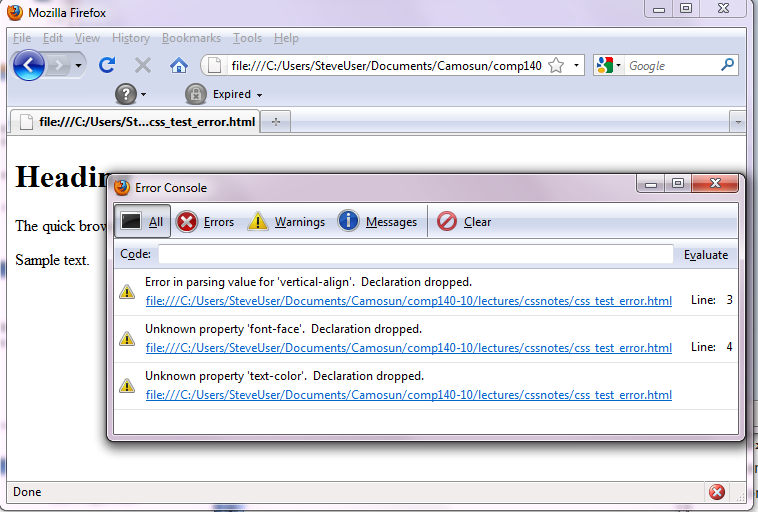 Mozilla Firefox
File Edit View History Bookmarks Tools Help
file:///C:/Users/SteveUser/Documents/Camosun/comp140
Google
? Expired
file:///C:/Users/St...css_test_error.html
Headin
Error Console
The quick brow
All Errors Warnings Messages Clear
Sample text.
Code: Evaluate
Error in parsing value for 'vertical-align'. Declaration dropped.
file:///C:/Users/SteveUser/Documents/Camosun/comp140-10/lectures/cssnotes/css_test_error.html Line: 3
Unknown property 'font-face'. Declaration dropped.
file:///C:/Users/SteveUser/Documents/Camosun/comp140-10/lectures/cssnotes/css_test_error.html Line: 4
Unknown property 'text-color'. Declaration dropped.
file:///C:/Users/SteveUser/Documents/Camosun/comp140-10/lectures/cssnotes/css_test_error.html
Done